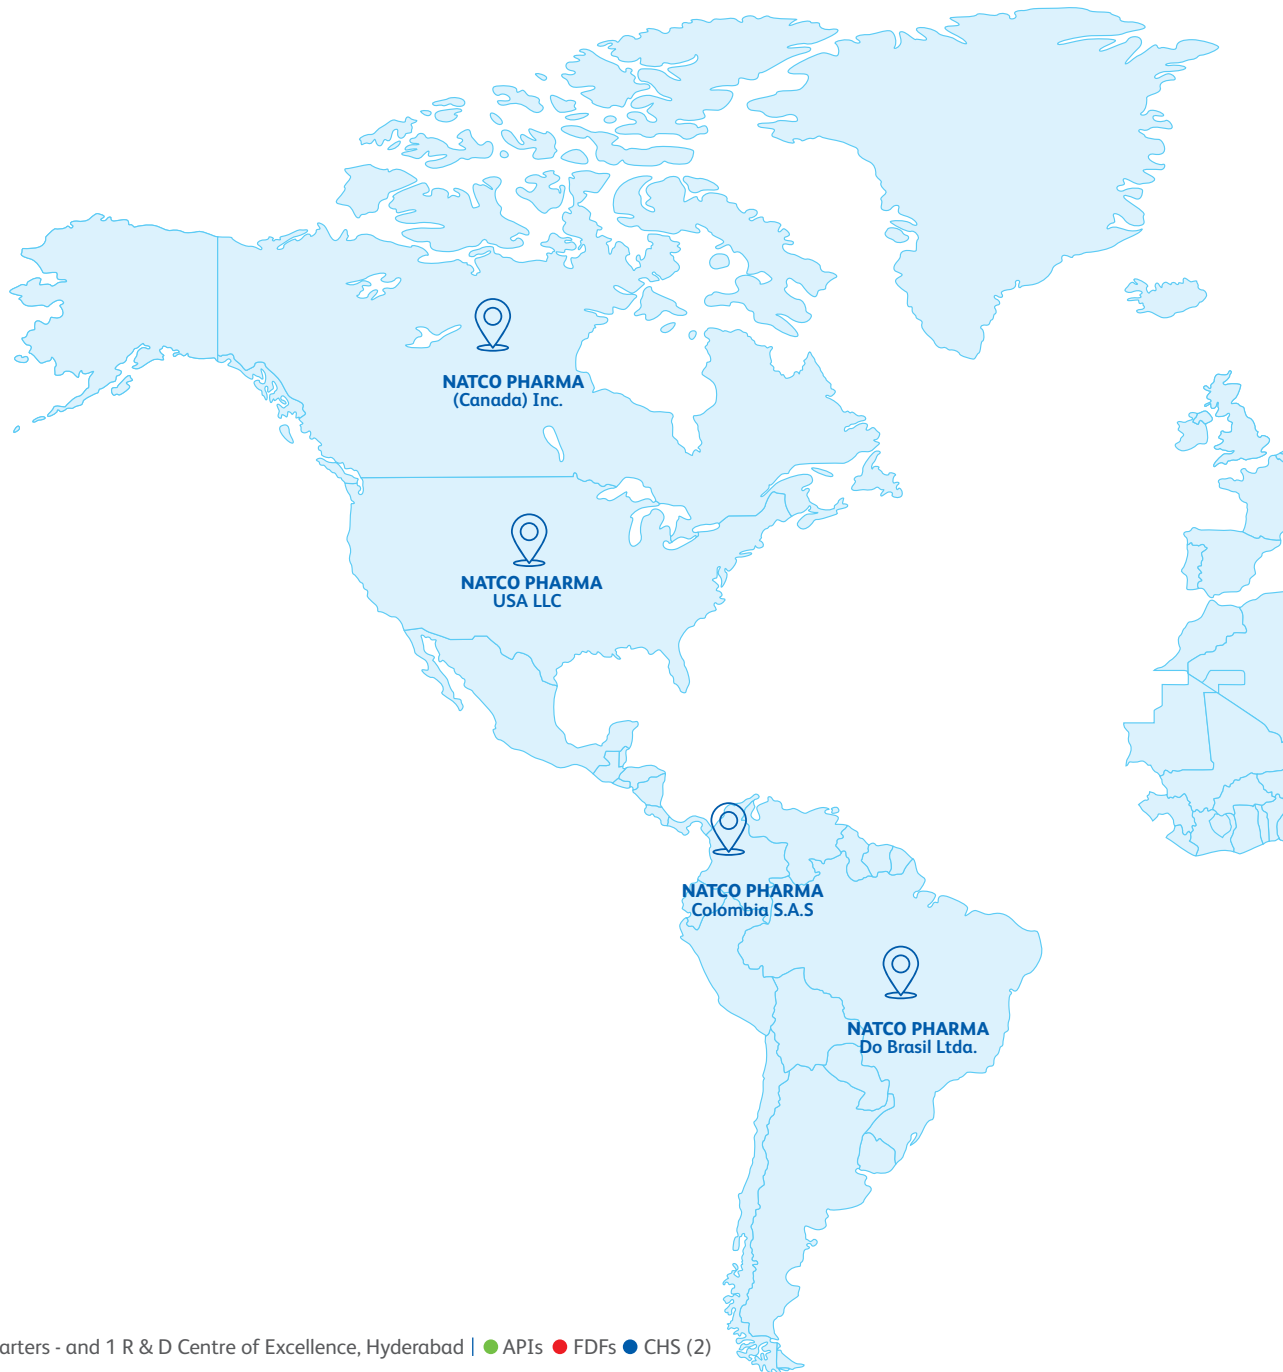 NATCO PHARMA
(Canada) Inc.
NATCO PHARMA
USA LLC
NATCO PHARMA
Colombia S.A.S
NATCO PHARMA
Do Brasil Ltda.
arters - and 1 R & D Centre of Excellence, Hyderabad | APIs FDFs CHS (2)